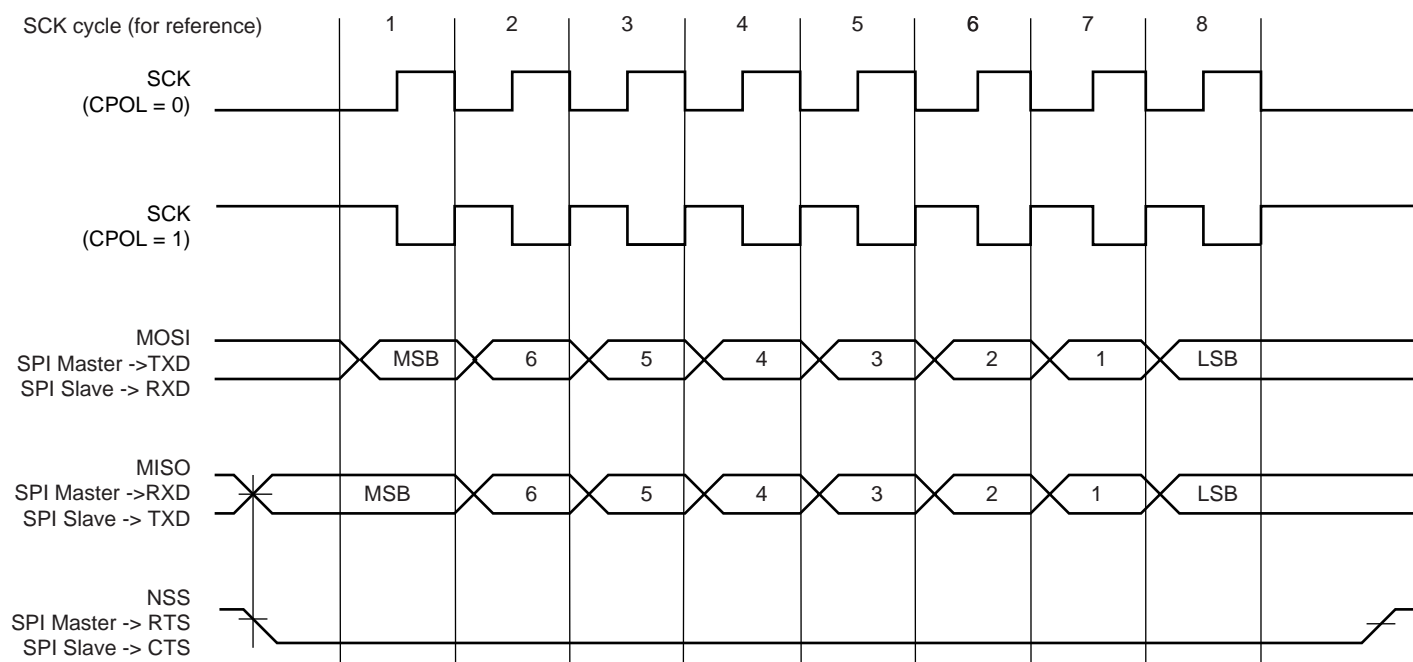 SCK cycle (for reference) 1 2 3 4 5 6 7 8
SCK
(CPOL = 0)
SCK
(CPOL = 1)
MOSI
SPI Master ->TXD
SPI Slave -> RXD
MSB 6 5 4 3 2 1 LSB
MISO
SPI Master ->RXD
SPI Slave -> TXD
MSB 6 5 4 3 2 1 LSB
NSS
SPI Master -> RTS
SPI Slave -> CTS